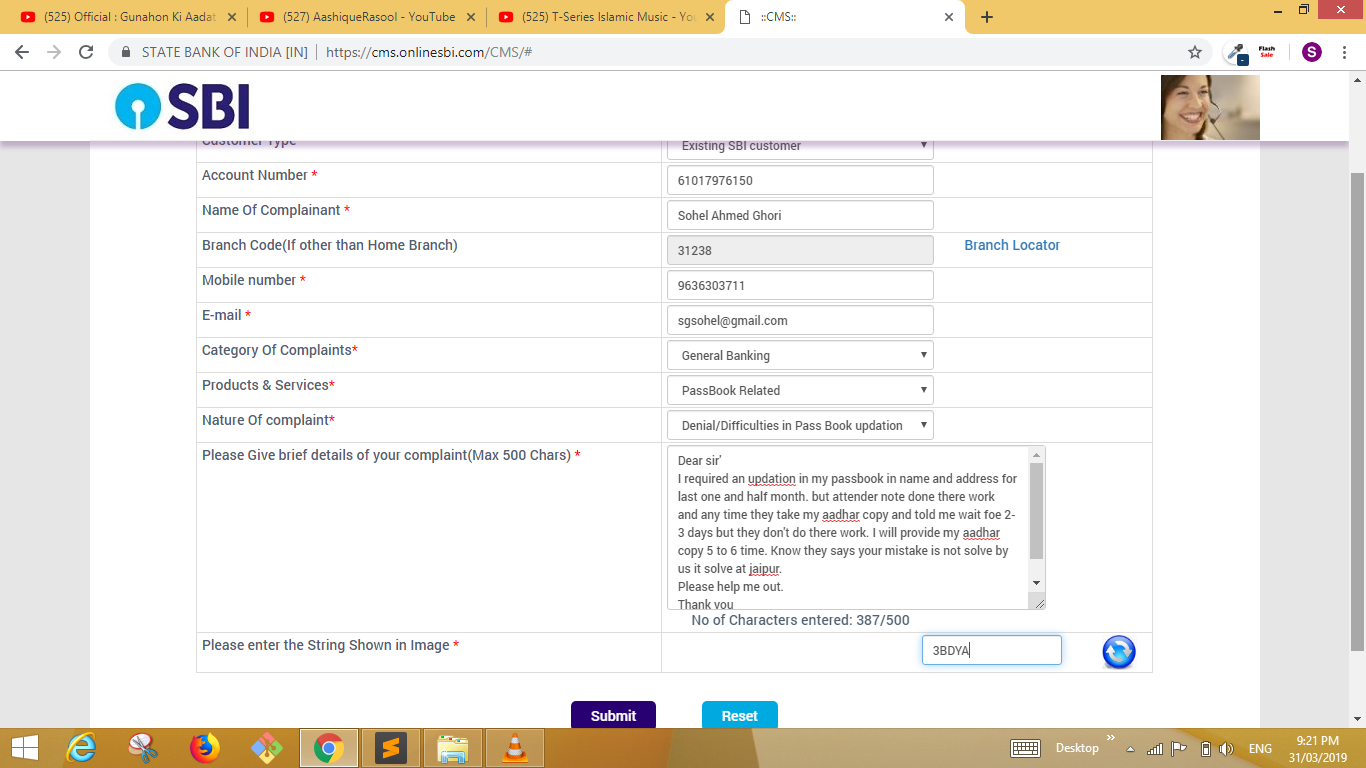 (525) Official : Gunahon Ki Aadat
(527) AashiqueRasool - YouTube
(525) T-Series Islamic Music - You
::CMS::
STATE BANK OF INDIA [IN] | https://cms.onlinesbi.com/CMS/#
Flash
Sale
S
SBI
Customer Type Existing SBI customer
Account Number * 61017976150
Name Of Complainant * Sohel Ahmed Ghori
Branch Code(If other than Home Branch) 31238 Branch Locator
Mobile number * 9636303711
E-mail * sgsohel@gmail.com
Category Of Complaints* General Banking
Products & Services* PassBook Related
Nature Of complaint* Denial/Difficulties in Pass Book updation
Please Give brief details of your complaint(Max 500 Chars) *
Dear sir'
I required an updation in my passbook in name and address for
last one and half month. but attender note done there work
and any time they take my aadhar copy and told me wait foe 2-
3 days but they don't do there work. I will provide my aadhar
copy 5 to 6 time. Know they says your mistake is not solve by
us it solve at jaipur.
Please help me out.
Thank you
No of Characters entered: 387/500
Please enter the String Shown in Image * 3BDYA
Submit Reset
Desktop
ENG
9:21 PM
31/03/2019